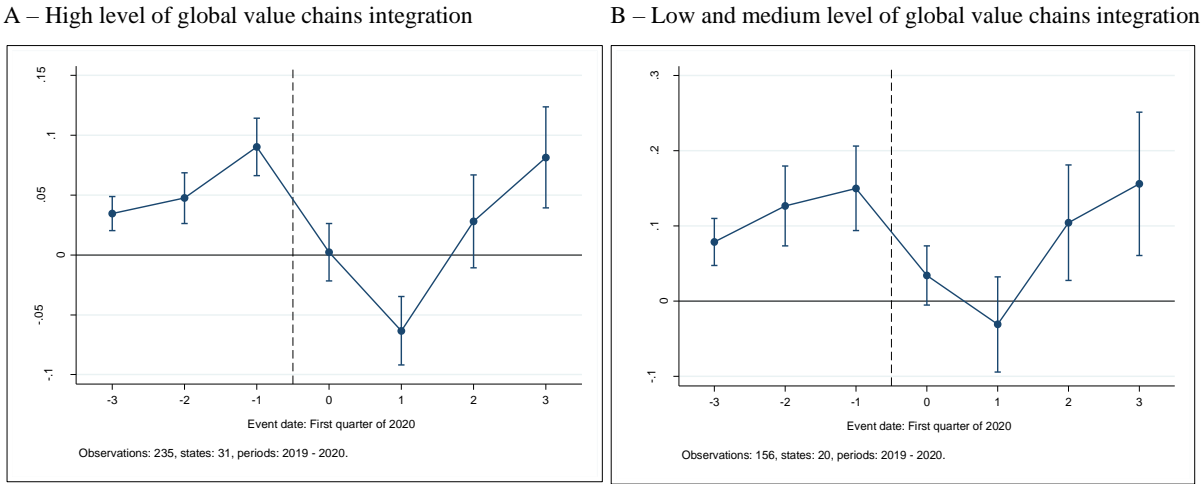 A – High level of global value chains integration
.15
.1
.05
0
-.05
-.1
-3 -2 -1 0 1 2 3
Event date: First quarter of 2020
Observations: 235, states: 31, periods: 2019 - 2020.
B – Low and medium level of global value chains integration
.3
.2
.1
0
-.1
-3 -2 -1 0 1 2 3
Event date: First quarter of 2020
Observations: 156, states: 20, periods: 2019 - 2020.